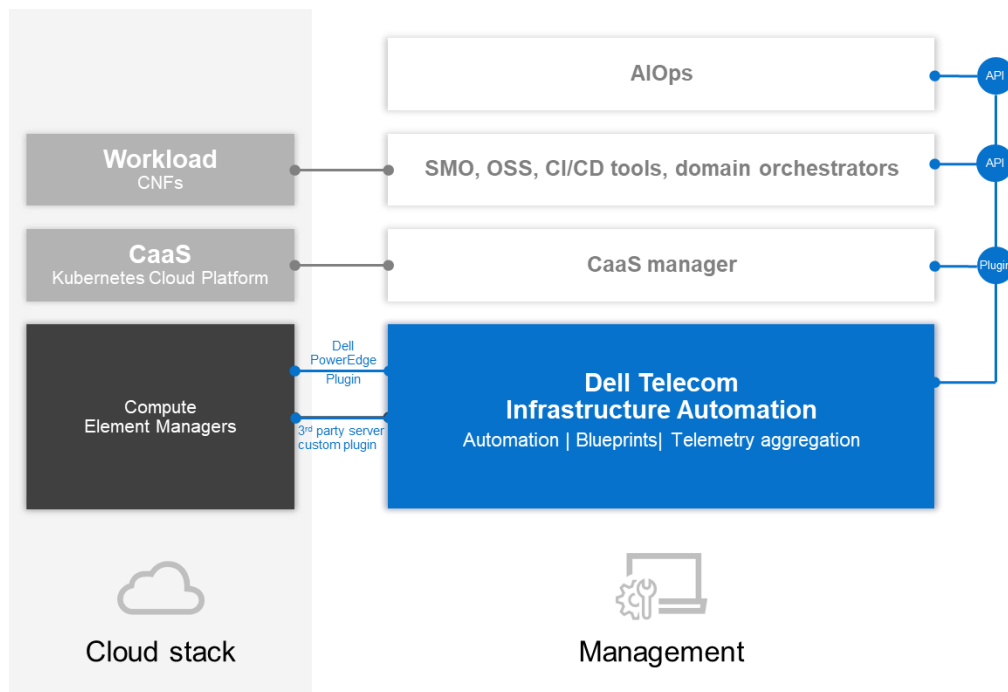 AIOps
API
Workload
CNFs
SMO, OSS, CI/CD tools, domain orchestrators
API
CaaS
Kubernetes Cloud Platform
CaaS manager
Plugin
Compute
Element Managers
Dell
PowerEdge
Plugin
3rd party server
custom plugin
Dell Telecom
Infrastructure Automation
Automation | Blueprints| Telemetry aggregation
Cloud stack
Management